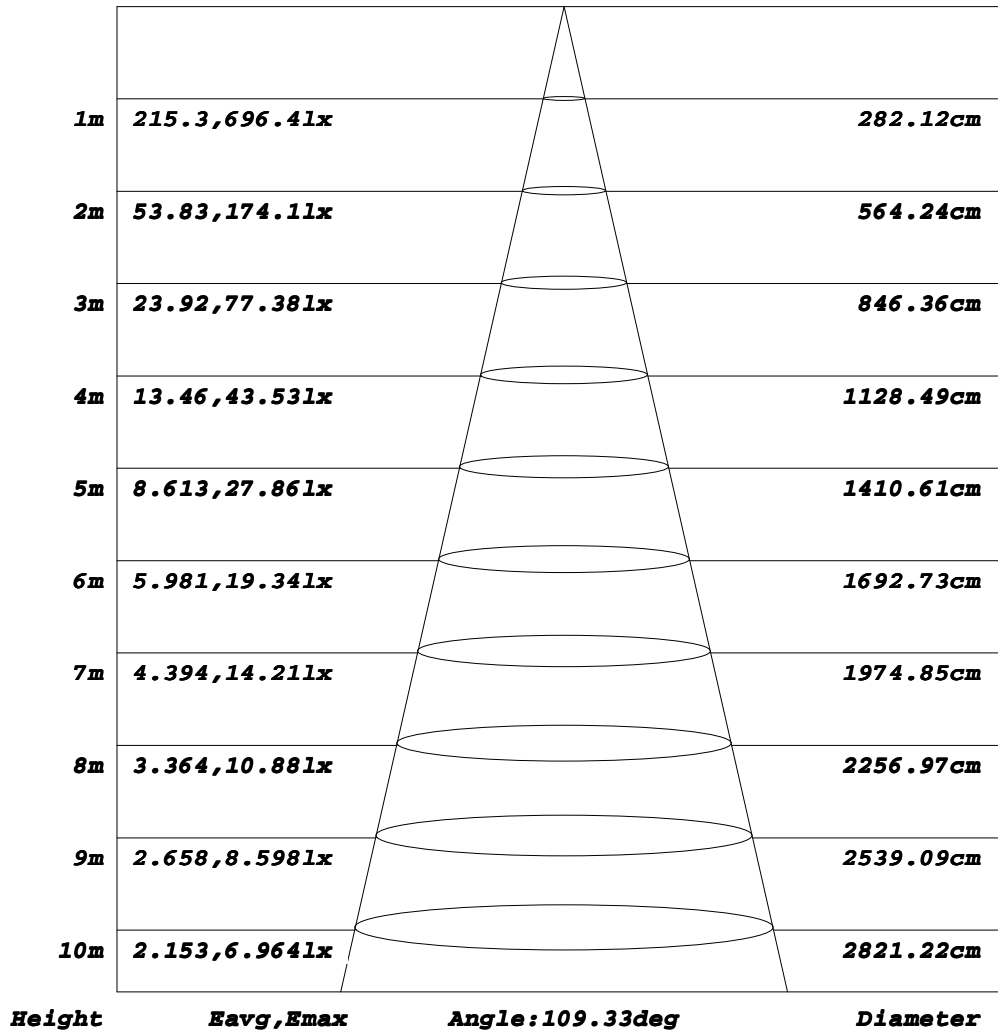 1m 215.3,696.4lx 282.12cm
2m 53.83,174.1lx 564.24cm
3m 23.92,77.38lx 846.36cm
4m 13.46,43.53lx 1128.49cm
5m 8.613,27.86lx 1410.61cm
6m 5.981,19.34lx 1692.73cm
7m 4.394,14.21lx 1974.85cm
8m 3.364,10.88lx 2256.97cm
9m 2.658,8.598lx 2539.09cm
10m 2.153,6.964lx 2821.22cm
Height Eavg,Emax Angle:109.33deg Diameter